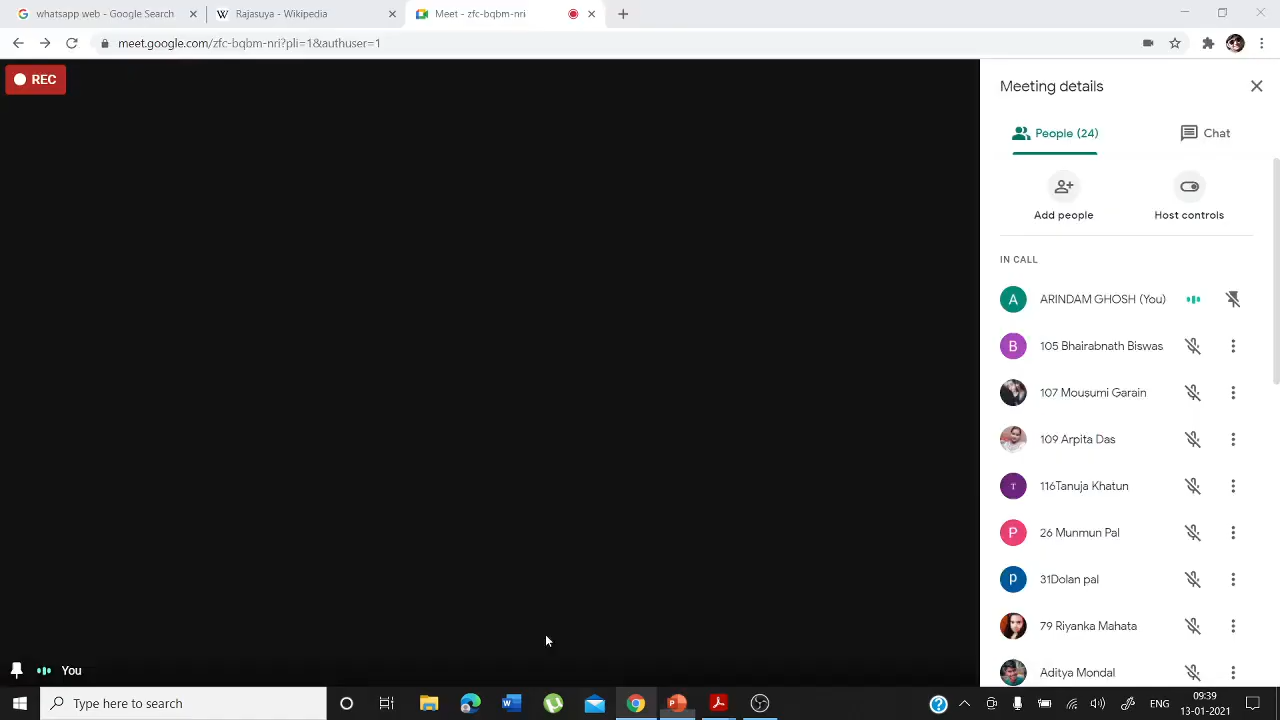 whatsapp web - Google Search
Rajasuya - Wikipedia
Meet - zfc-bqbm-nri
meet.google.com/zfc-bqbm-nri?pli=1&authuser=1
REC
Meeting details
People (24)
Chat
Add people
Host controls
IN CALL
A ARINDAM GHOSH (You)
B 105 Bhairabnath Biswas
107 Mousumi Garain
109 Arpita Das
T 116Tanuja Khatun
P 26 Munmun Pal
p 31Dolan pal
79 Riyanka Mahata
Aditya Mondal
You
Type here to search
ENG
09:39
13-01-2021